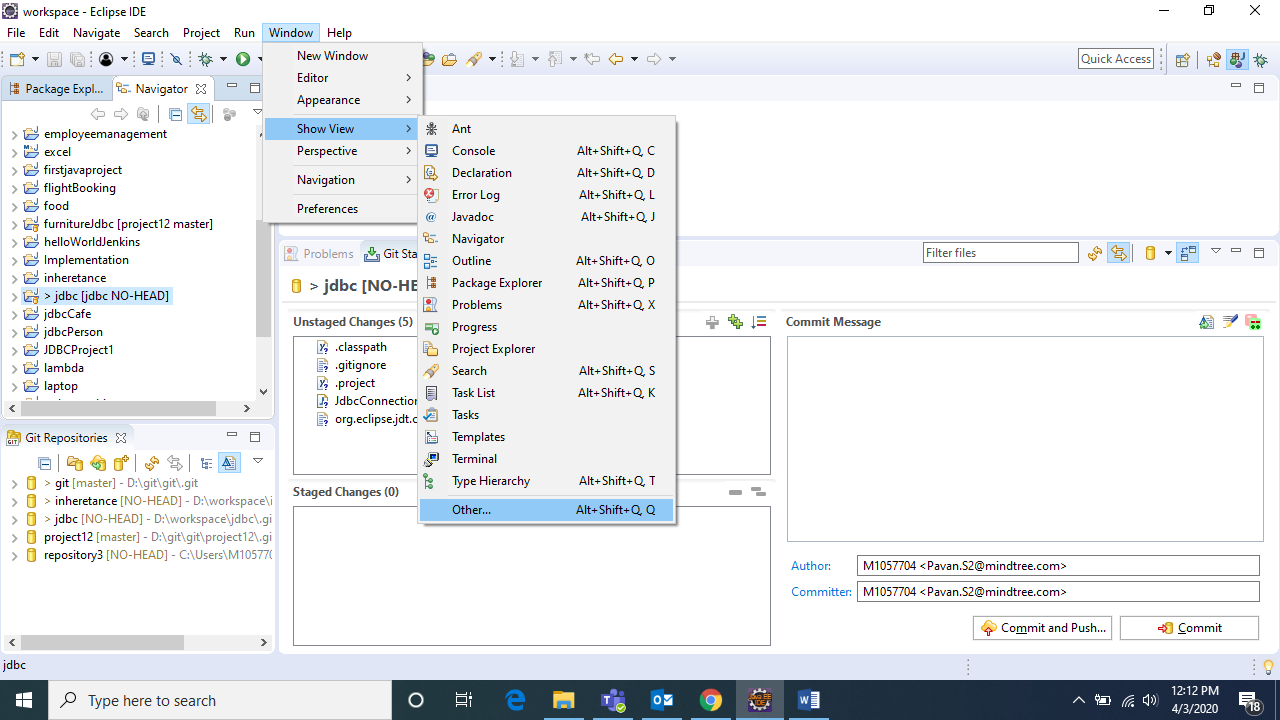 workspace - Eclipse IDE
File Edit Navigate Search Project Run Window Help
Quick Access
New Window
Editor
Appearance
Show View
Perspective
Navigation
Preferences
Ant
Console Alt+Shift+Q, C
Declaration Alt+Shift+Q, D
Error Log Alt+Shift+Q, L
Javadoc Alt+Shift+Q, J
Navigator
Outline Alt+Shift+Q, O
Package Explorer Alt+Shift+Q, P
Problems Alt+Shift+Q, X
Progress
Project Explorer
Search Alt+Shift+Q, S
Task List Alt+Shift+Q, K
Tasks
Templates
Terminal
Type Hierarchy Alt+Shift+Q, T
Other... Alt+Shift+Q, Q
Package Expl... Navigator
employeemanagement
excel
firstjavaproject
flightBooking
food
furnitureJdbc [project12 master]
helloWorldJenkins
Implementation
inheretance
> jdbc [jdbc NO-HEAD]
jdbcCafe
jdbcPerson
JDBCProject1
lambda
laptop
Git Repositories
> git [master] - D:\git\git\.git
> inheretance [NO-HEAD] - D:\workspace\i
> jdbc [NO-HEAD] - D:\workspace\jdbc\.gi
project12 [master] - D:\git\git\project12\.gi
repository3 [NO-HEAD] - C:\Users\M10577
Problems Git Sta
Filter files
> jdbc [NO-HE
Unstaged Changes (5)
.classpath
.gitignore
.project
JdbcConnection
org.eclipse.jdt.c
Staged Changes (0)
Commit Message
Author: M1057704 <Pavan.S2@mindtree.com>
Committer: M1057704 <Pavan.S2@mindtree.com>
Commit and Push... Commit
jdbc
Type here to search
12:12 PM
4/3/2020
18